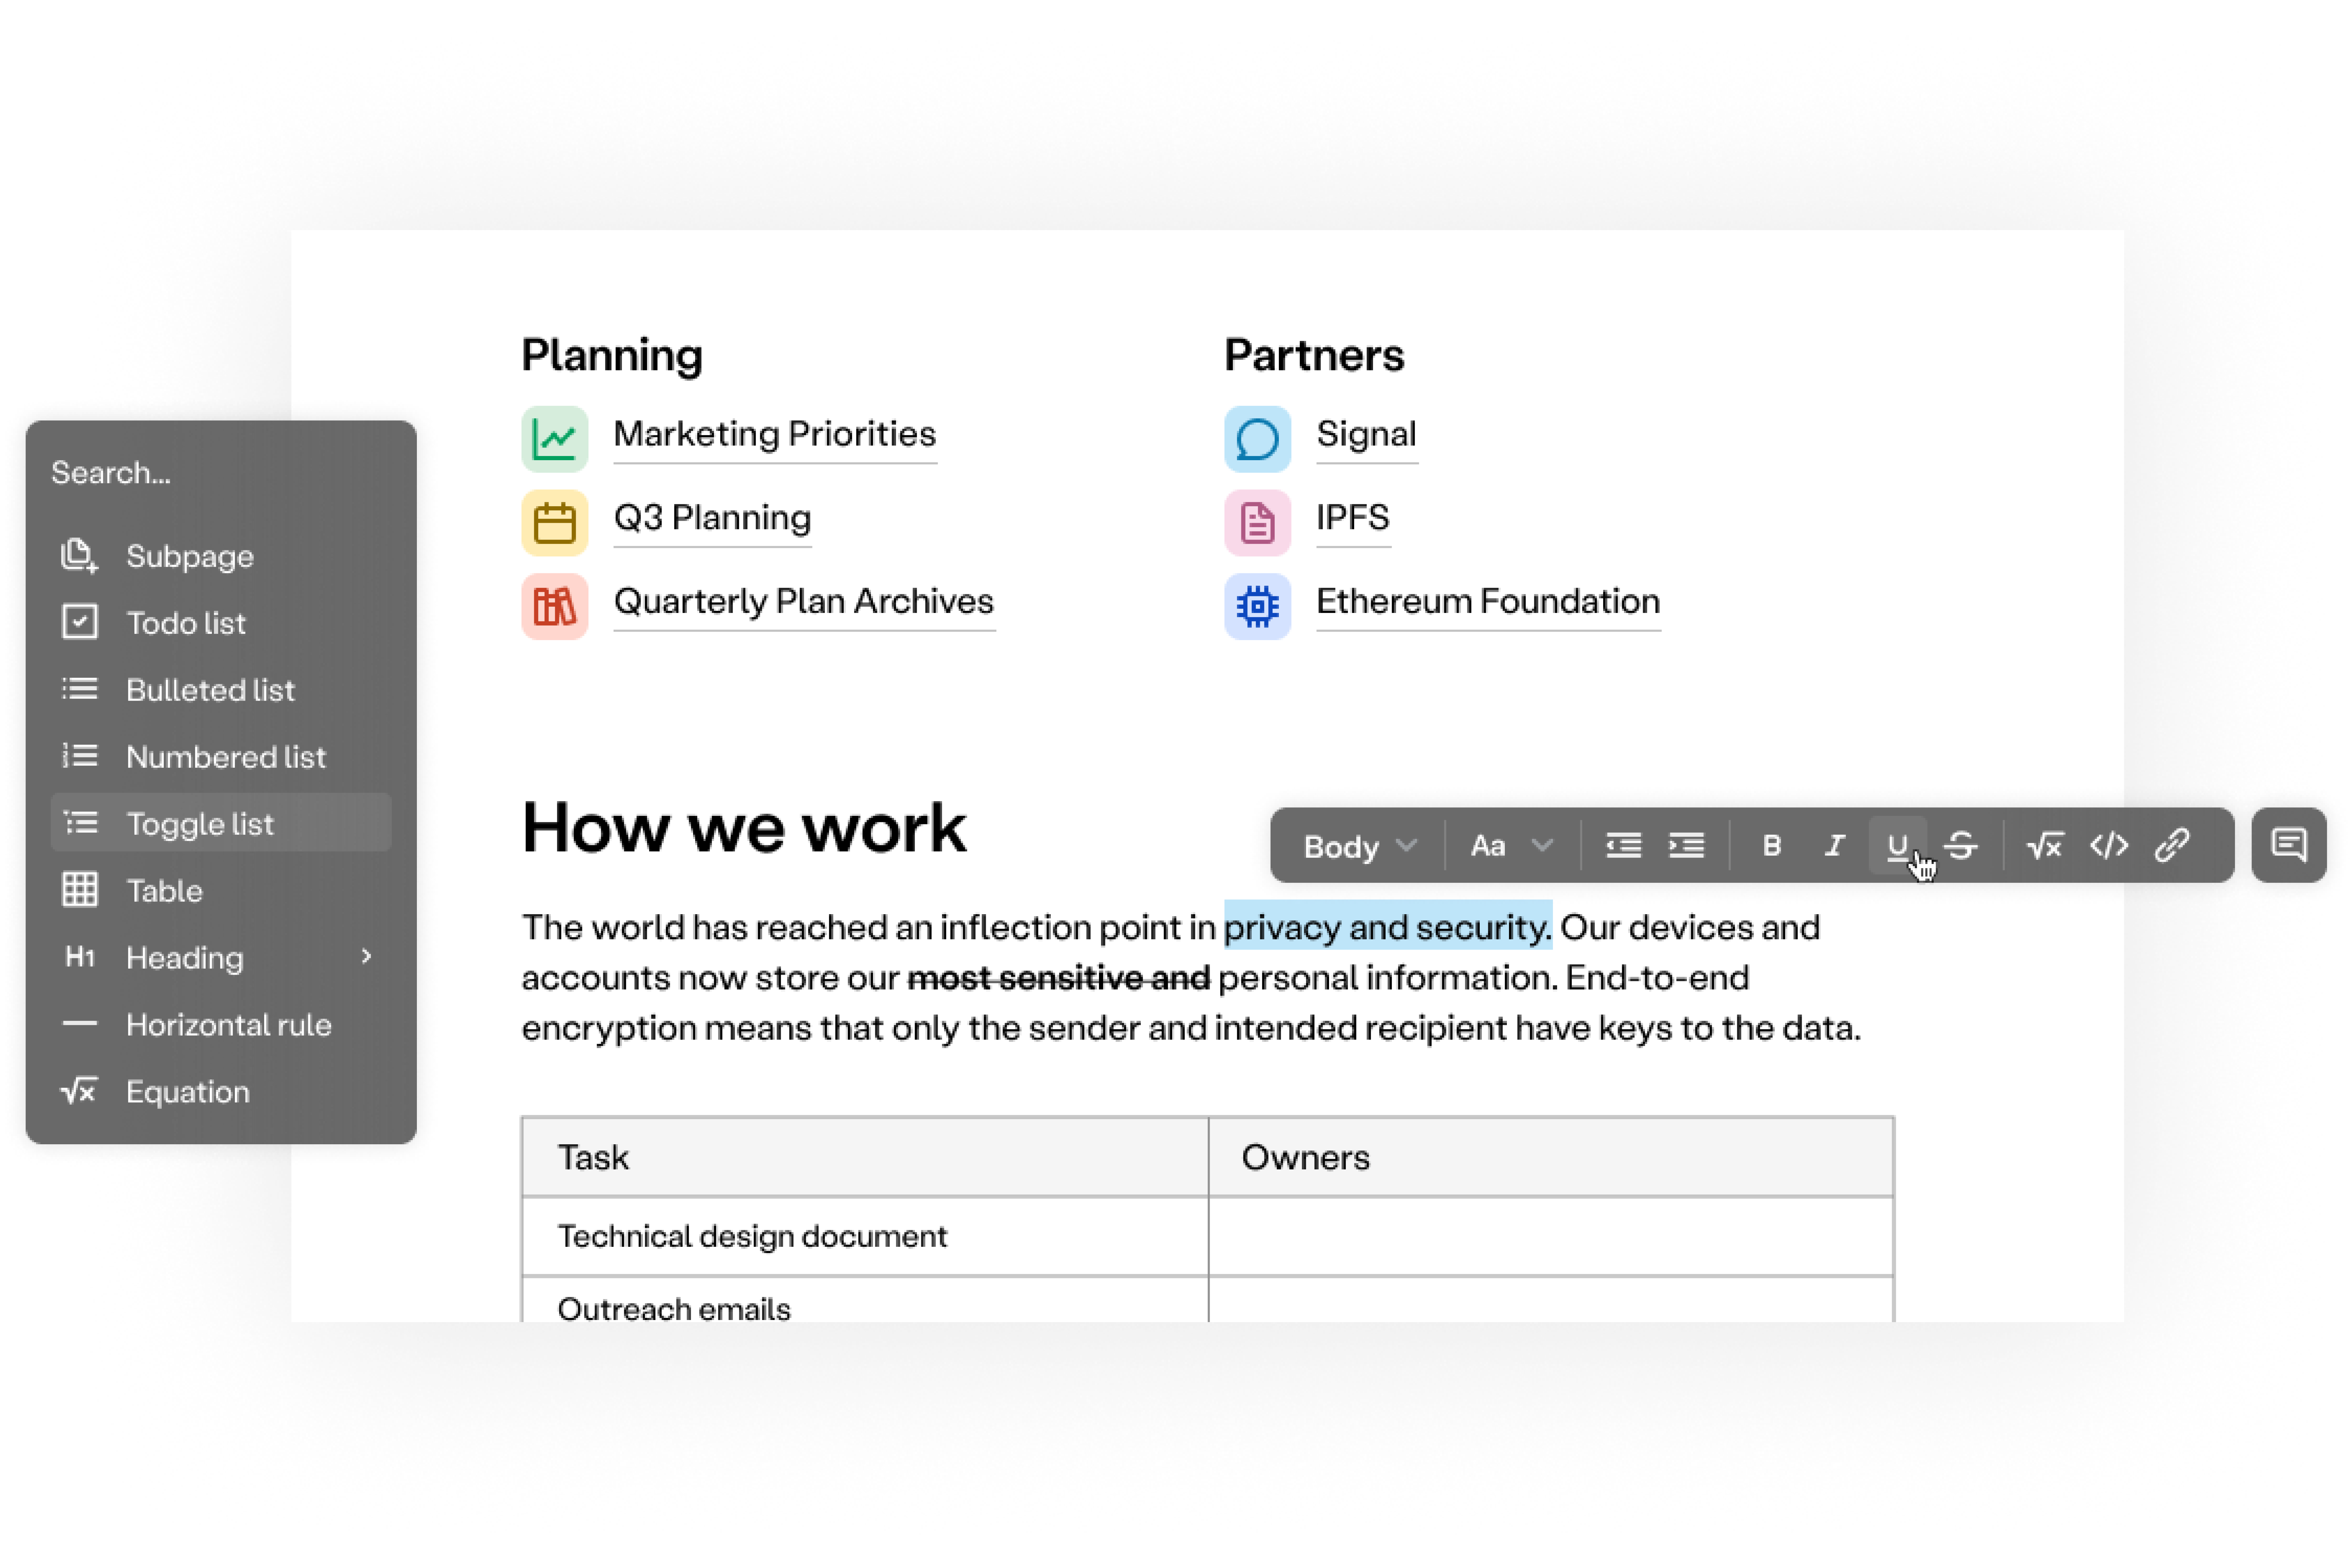 Planning
Marketing Priorities
Q3 Planning
Quarterly Plan Archives
Partners
Signal
IPFS
Ethereum Foundation
Search...
Subpage
Todo list
Bulleted list
Numbered list
Toggle list
Table
H1 Heading
Horizontal rule
√x Equation
How we work
Body Aa B I U S √x </>
The world has reached an inflection point in privacy and security. Our devices and
accounts now store our most sensitive and personal information. End-to-end
encryption means that only the sender and intended recipient have keys to the data.
Task Owners
Technical design document
Outreach emails